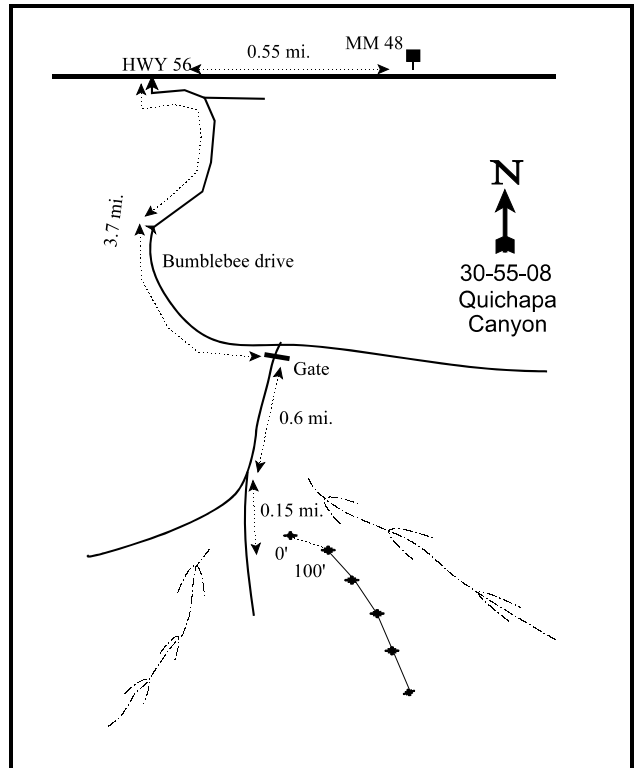 0.55 mi.
MM 48
HWY 56
N
3.7 mi.
Bumblebee drive
30-55-08
Quichapa
Canyon
Gate
0.6 mi.
0.15 mi.
0'
100'